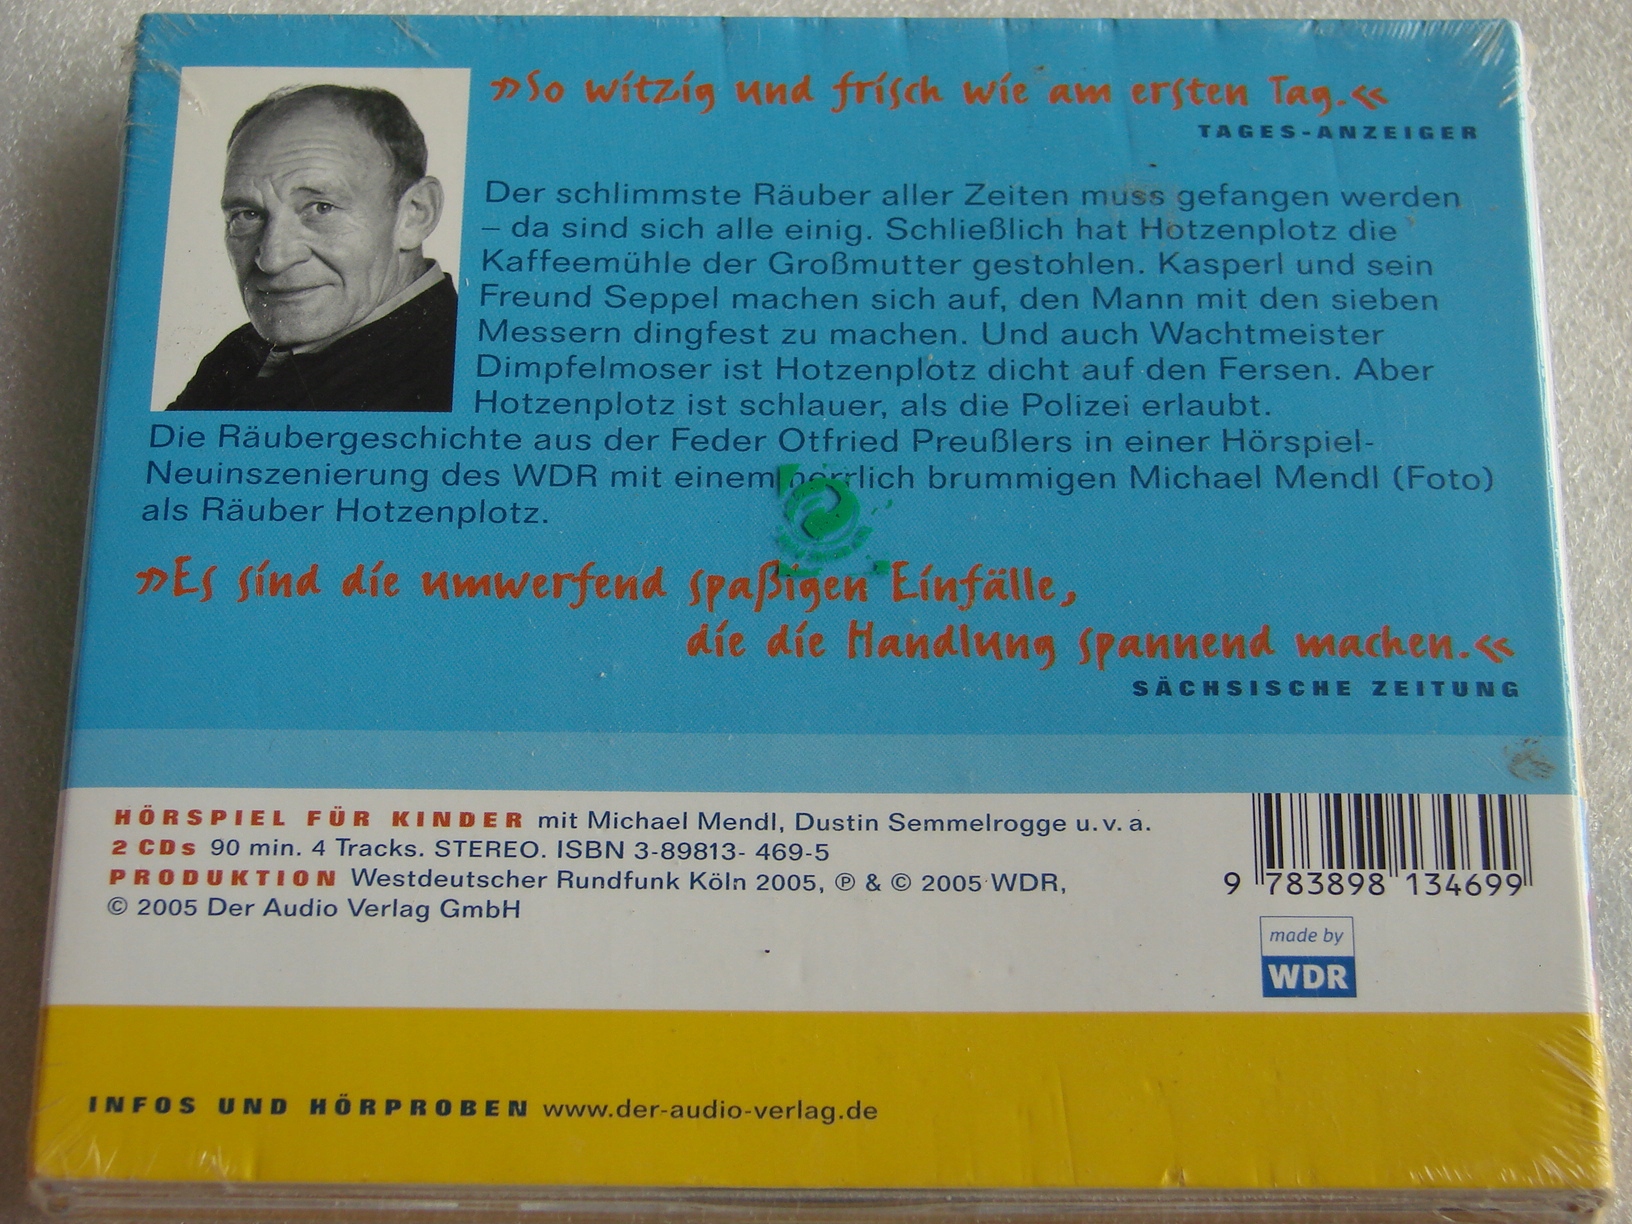 »So witzig und frisch wie am ersten Tag.«
TAGES-ANZEIGER
Der schlimmste Räuber aller Zeiten muss gefangen werden
– da sind sich alle einig. Schließlich hat Hotzenplotz die
Kaffeemühle der Großmutter gestohlen. Kasperl und sein
Freund Seppel machen sich auf, den Mann mit den sieben
Messern dingfest zu machen. Und auch Wachtmeister
Dimpfelmoser ist Hotzenplotz dicht auf den Fersen. Aber
Hotzenplotz ist schlauer, als die Polizei erlaubt.
Die Räubergeschichte aus der Feder Otfried Preußlers in einer Hörspiel-
Neuinszenierung des WDR mit einem herrlich brummigen Michael Mendl (Foto)
als Räuber Hotzenplotz.
»Es sind die umwerfend spaßigen Einfälle,
die die Handlung spannend machen.«
SÄCHSISCHE ZEITUNG
HÖRSPIEL FÜR KINDER mit Michael Mendl, Dustin Semmelrogge u.v.a.
2 CDs 90 min. 4 Tracks. STEREO. ISBN 3-89813- 469-5
PRODUKTION Westdeutscher Rundfunk Köln 2005, ℗ & © 2005 WDR,
© 2005 Der Audio Verlag GmbH
9 783898 134699
made by
WDR
INFOS UND HÖRPROBEN www.der-audio-verlag.de